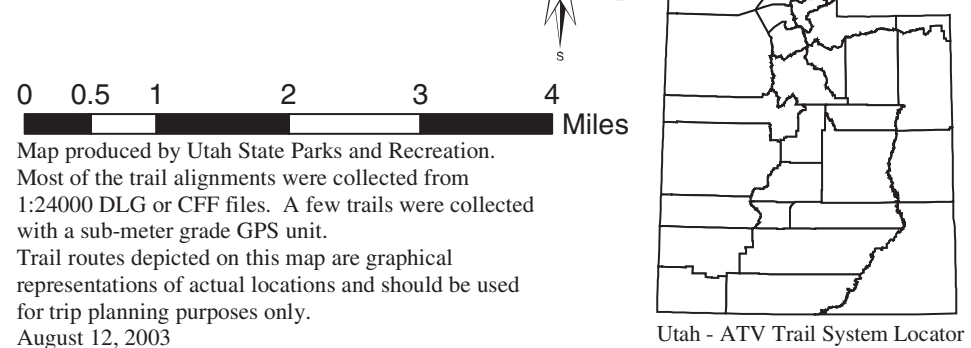 S
0 0.5 1 2 3 4
Miles
Map produced by Utah State Parks and Recreation.
Most of the trail alignments were collected from
1:24000 DLG or CFF files. A few trails were collected
with a sub-meter grade GPS unit.
Trail routes depicted on this map are graphical
representations of actual locations and should be used
for trip planning purposes only.
August 12, 2003
Utah - ATV Trail System Locator